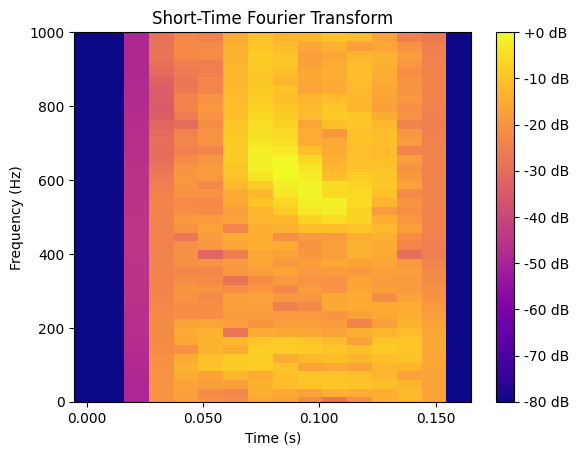 Short-Time Fourier Transform
1000
800
600
400
200
0
Frequency (Hz)
0.000
0.050
0.100
0.150
Time (s)
+0 dB
-10 dB
-20 dB
-30 dB
-40 dB
-50 dB
-60 dB
-70 dB
-80 dB